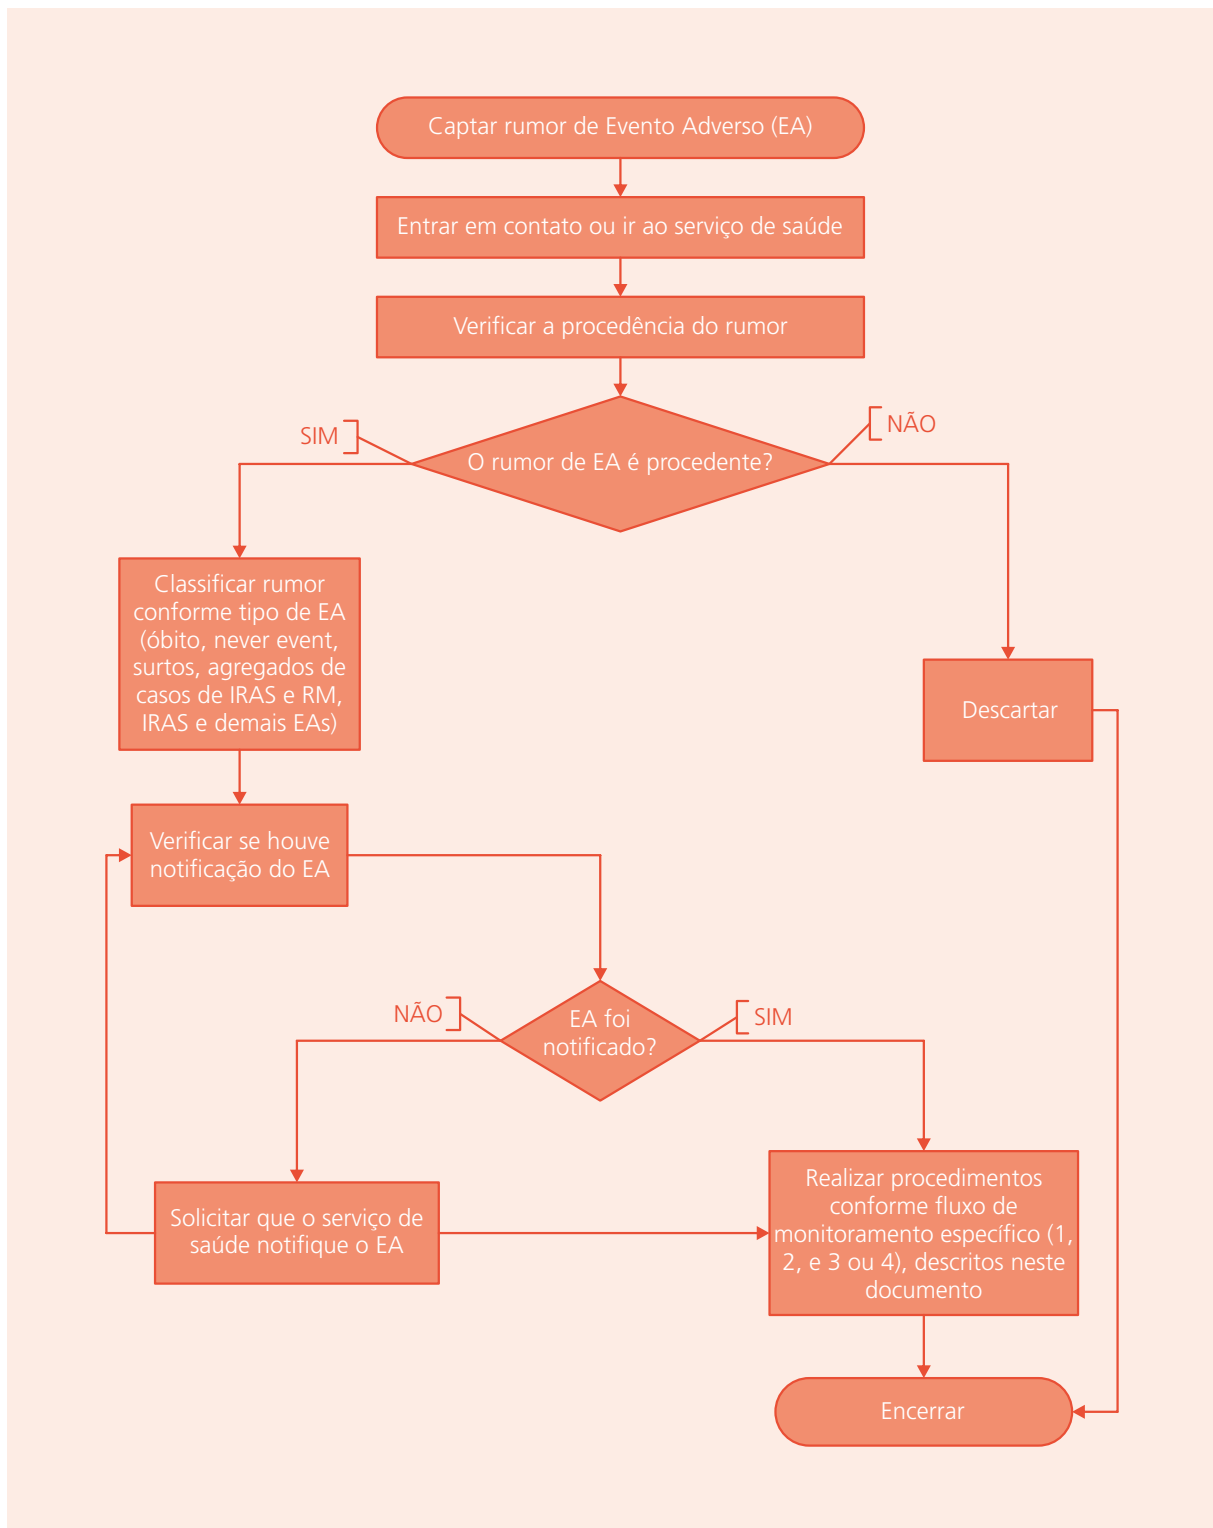 Captar rumor de Evento Adverso (EA)
Entrar em contato ou ir ao serviço de saúde
Verificar a procedência do rumor
O rumor de EA é procedente?
SIM
NÃO
Classificar rumor
conforme tipo de EA
(óbito, never event,
surtos, agregados de
casos de IRAS e RM,
IRAS e demais EAs)
Descartar
Verificar se houve
notificação do EA
EA foi
notificado?
NÃO
SIM
Solicitar que o serviço de
saúde notifique o EA
Realizar procedimentos
conforme fluxo de
monitoramento específico (1,
2, e 3 ou 4), descritos neste
documento
Encerrar